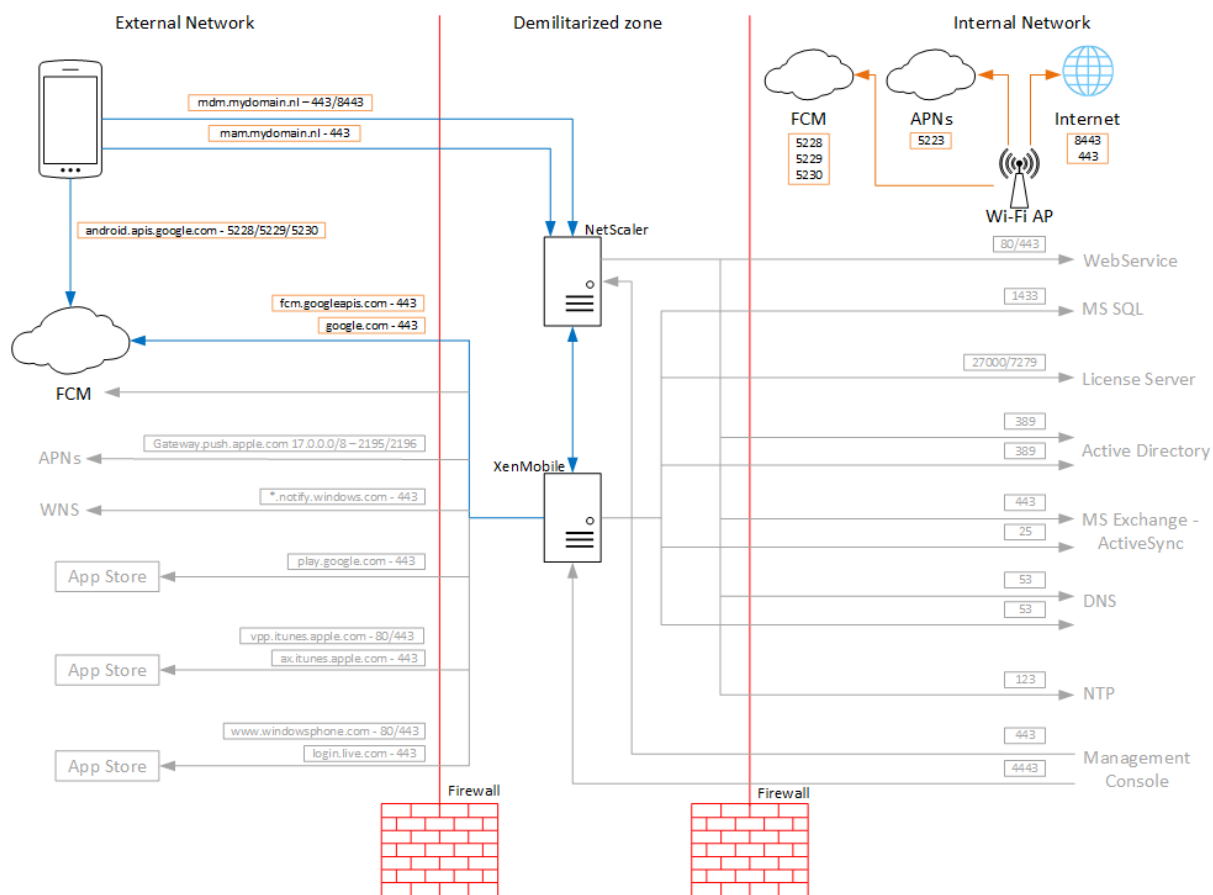 External Network
Demilitarized zone
Internal Network
mdm.mydomain.nl – 443/8443
mam.mydomain.nl - 443
FCM
5228
5229
5230
APNs
5223
Internet
8443
443
Wi-Fi AP
android.apis.google.com - 5228/5229/5230
NetScaler
80/443
WebService
fcm.googleapis.com - 443
google.com - 443
1433
MS SQL
27000/7279
License Server
FCM
389
Gateway.push.apple.com 17.0.0.0/8 – 2195/2196
APNs
389
Active Directory
XenMobile
*.notify.windows.com - 443
WNS
443
MS Exchange -
ActiveSync
25
play.google.com - 443
App Store
53
DNS
53
vpp.itunes.apple.com - 80/443
ax.itunes.apple.com - 443
App Store
123
NTP
www.windowsphone.com - 80/443
login.live.com - 443
App Store
443
Management
Console
4443
Firewall
Firewall